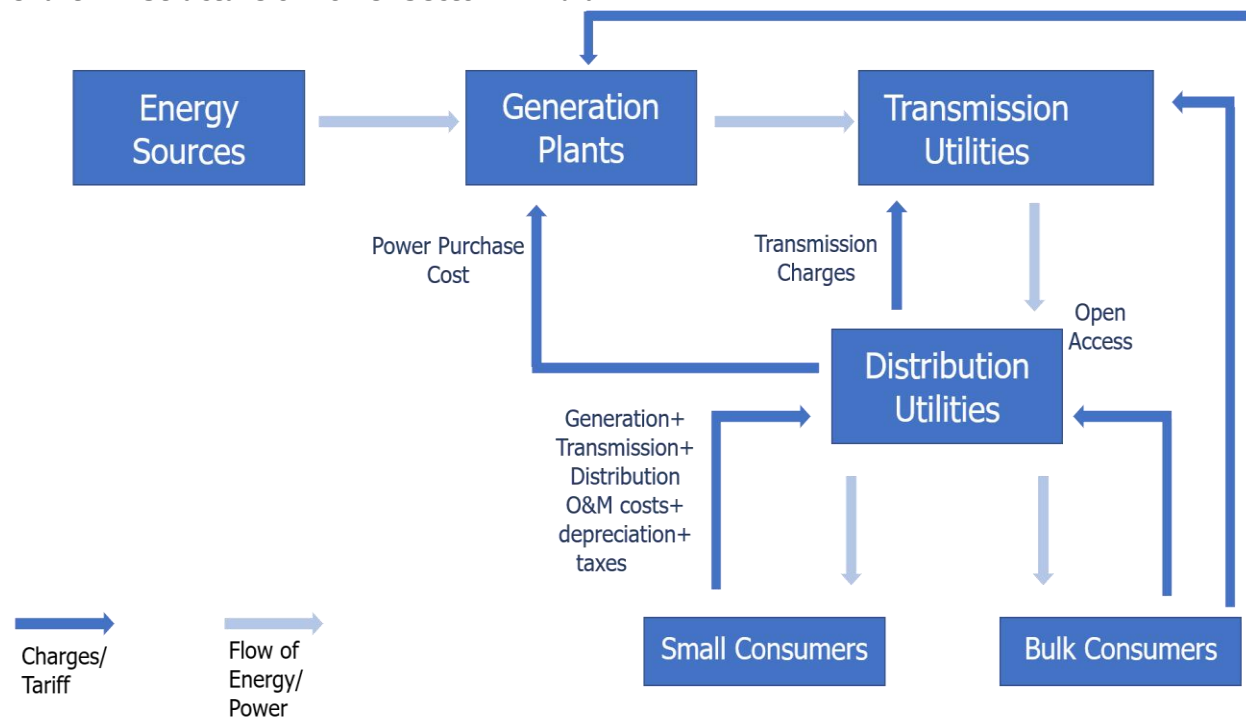 Energy
Sources
Generation
Plants
Transmission
Utilities
Power Purchase
Cost
Transmission
Charges
Open
Access
Distribution
Utilities
Generation+
Transmission+
Distribution
O&M costs+
depreciation+
taxes
Small Consumers
Bulk Consumers
Charges/
Tariff
Flow of
Energy/
Power